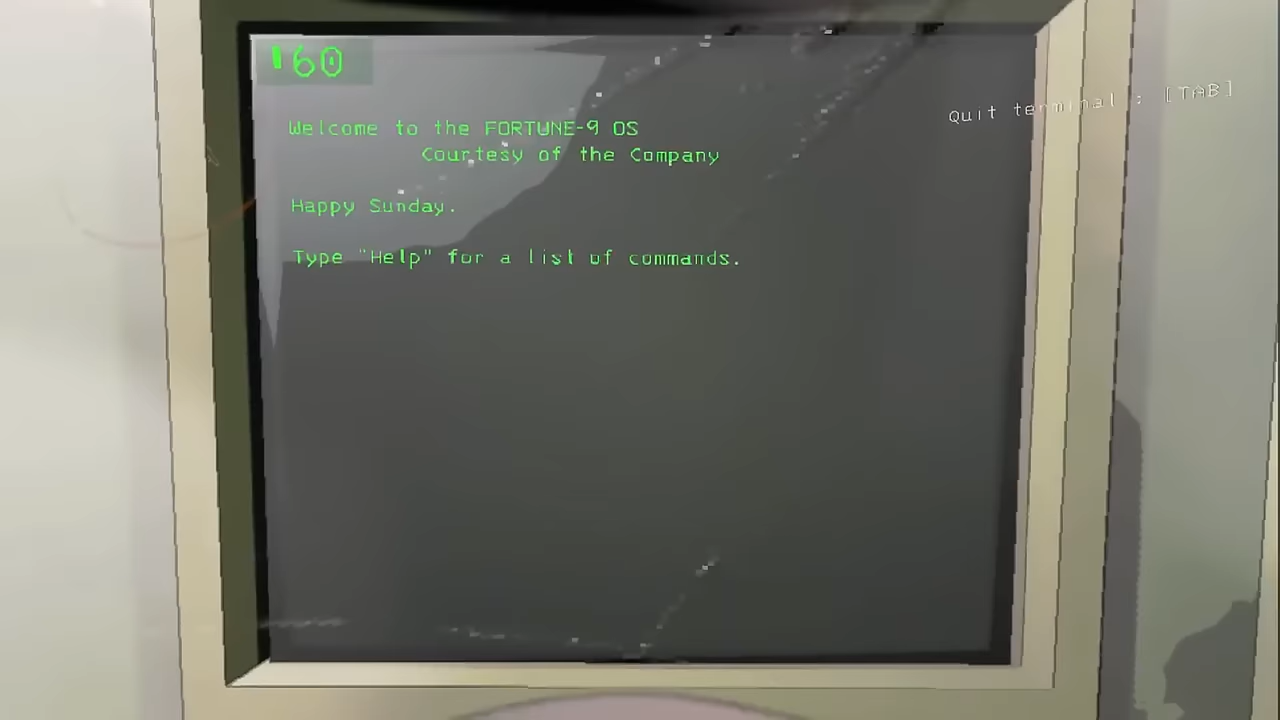 ▮60
Quit terminal : [TAB]
Welcome to the FORTUNE-9 OS
Courtesy of the Company
Happy Sunday.
Type "Help" for a list of commands.